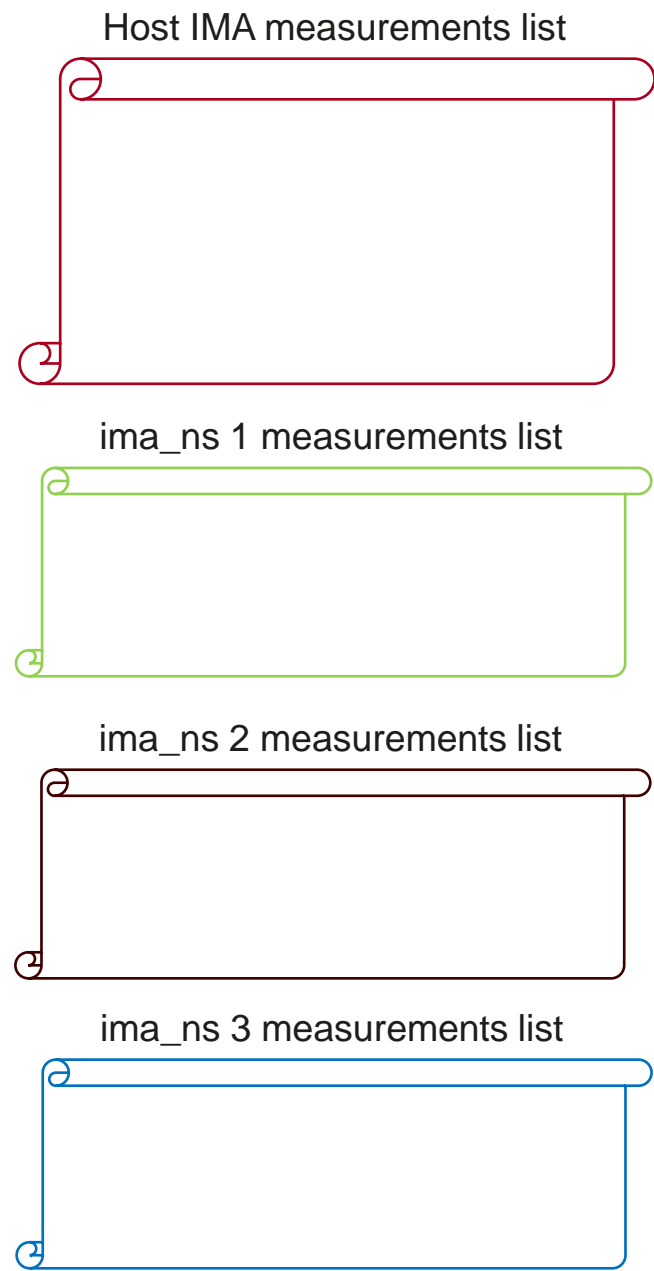 Host IMA measurements list
ima_ns 1 measurements list
ima_ns 2 measurements list
ima_ns 3 measurements list